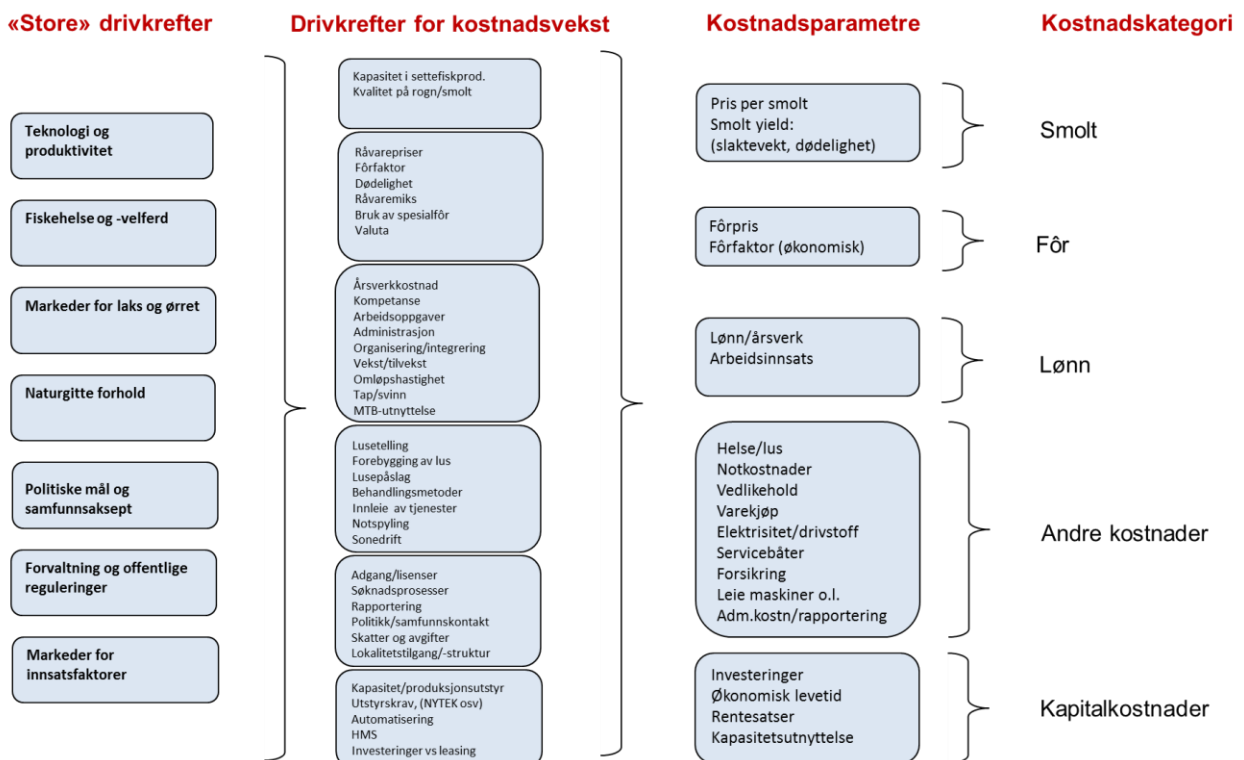 «Store» drivkrefter
Drivkrefter for kostnadsvekst
Kostnadsparametre
Kostnadskategori
Teknologi og
produktivitet
Fiskehelse og -velferd
Markeder for laks og ørret
Naturgitte forhold
Politiske mål og
samfunnsaksept
Forvaltning og offentlige
reguleringer
Markeder for
innsatsfaktorer
Kapasitet i settefiskprod.
Kvalitet på rogn/smolt
Råvarepriser
Fôrfaktor
Dødelighet
Råvaremiks
Bruk av spesialfôr
Valuta
Årsverkkostnad
Kompetanse
Arbeidsoppgaver
Administrasjon
Organisering/integrering
Vekst/tilvekst
Omløpshastighet
Tap/svinn
MTB-utnyttelse
Lusetelling
Forebygging av lus
Lusepåslag
Behandlingsmetoder
Innleie av tjenester
Notspyling
Sonedrift
Adgang/lisenser
Søknadsprosesser
Rapportering
Politikk/samfunnskontakt
Skatter og avgifter
Lokalitetstilgang/-struktur
Kapasitet/produksjonsutstyr
Utstyrskrav, (NYTEK osv)
Automatisering
HMS
Investeringer vs leasing
Pris per smolt
Smolt yield:
(slaktevekt, dødelighet)
Fôrpris
Fôrfaktor (økonomisk)
Lønn/årsverk
Arbeidsinnsats
Helse/lus
Notkostnader
Vedlikehold
Varekjøp
Elektrisitet/drivstoff
Servicebåter
Forsikring
Leie maskiner o.l.
Adm.kostn/rapportering
Investeringer
Økonomisk levetid
Rentesatser
Kapasitetsutnyttelse
Smolt
Fôr
Lønn
Andre kostnader
Kapitalkostnader